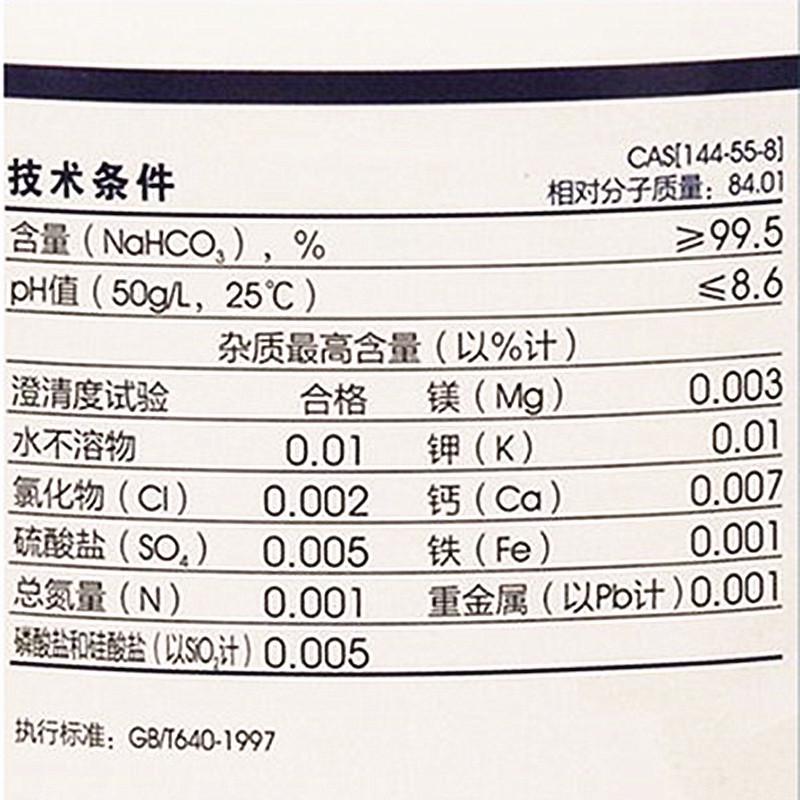 CAS[144-55-8]
技术条件 相对分子质量：84.01
含量（NaHCO₃），% ≥99.5
pH值（50g/L，25℃） ≤8.6
杂质最高含量（以%计）
澄清度试验 合格 镁（Mg） 0.003
水不溶物 0.01 钾（K） 0.01
氯化物（Cl） 0.002 钙（Ca） 0.007
硫酸盐（SO₄） 0.005 铁（Fe） 0.001
总氮量（N） 0.001 重金属（以Pb计） 0.001
磷酸盐和硅酸盐（以SiO₂计） 0.005
执行标准：GB/T640-1997